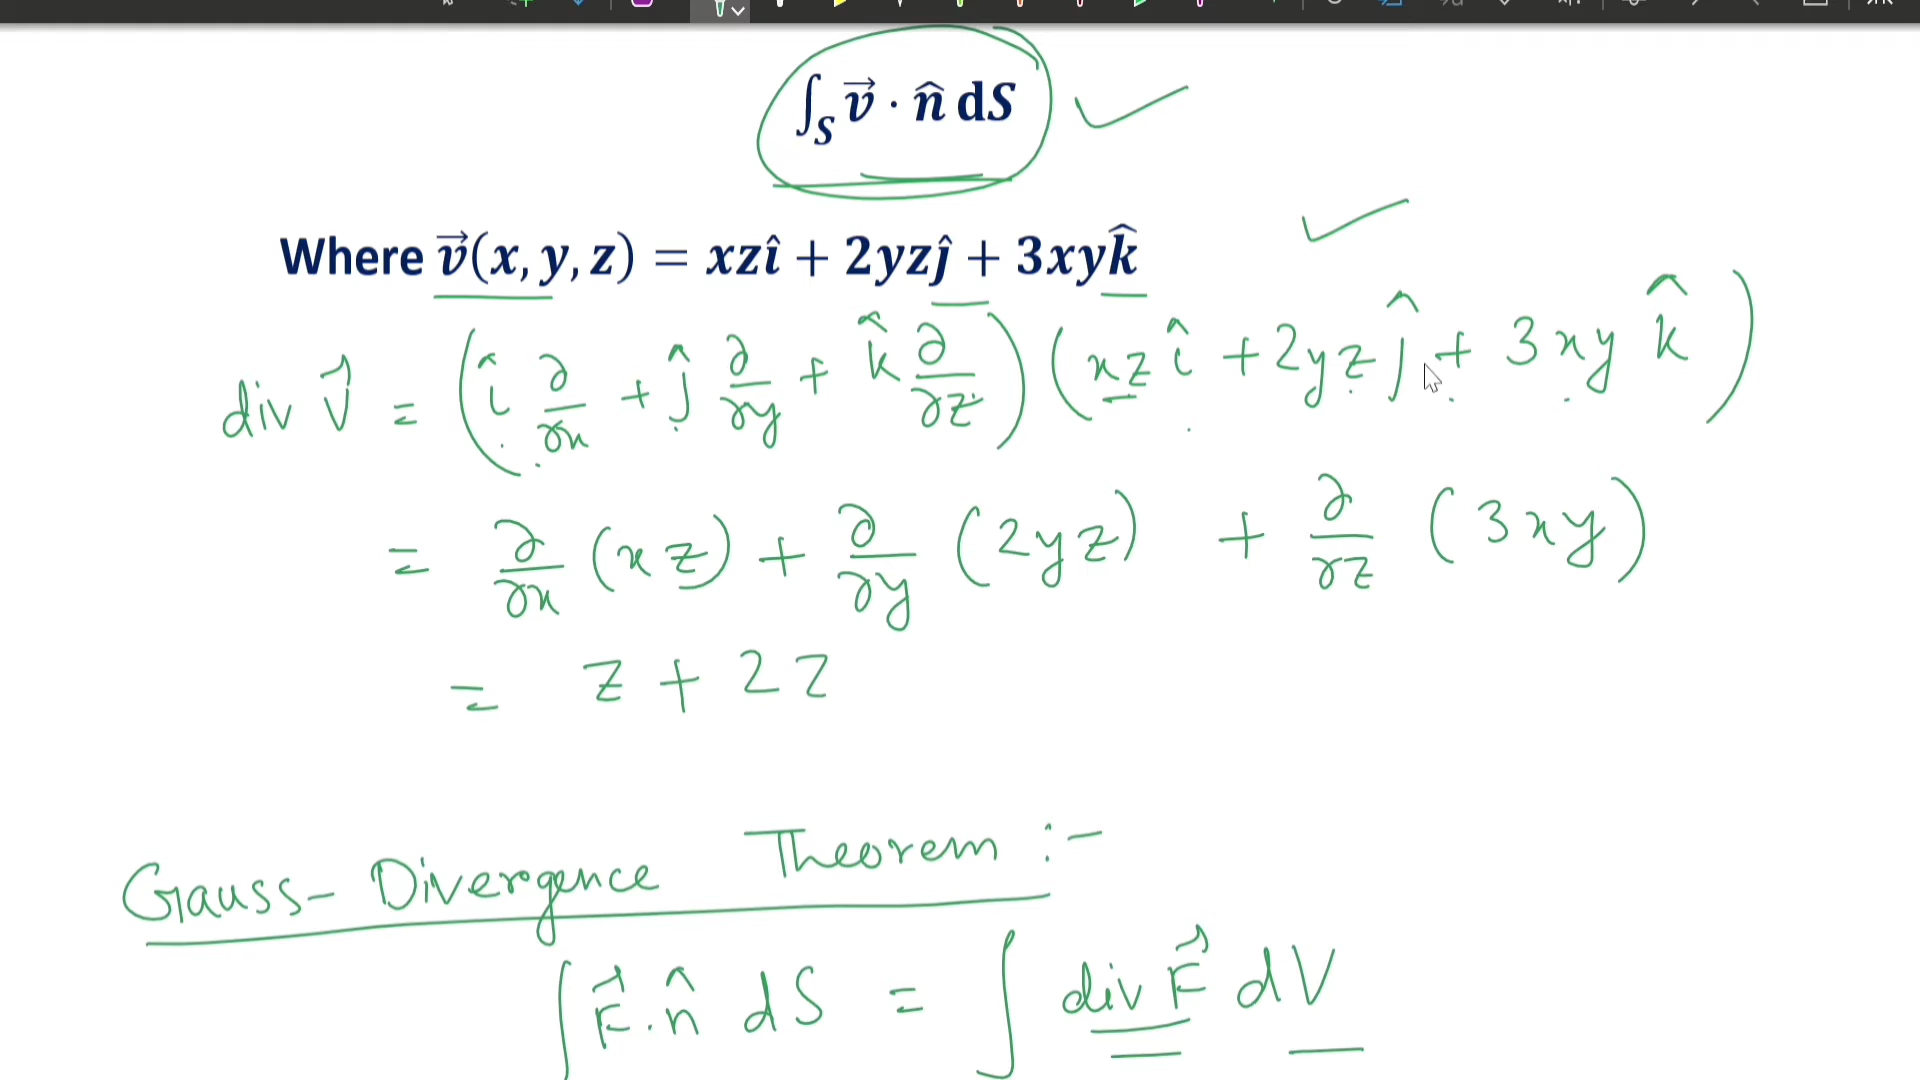 ∫_S v⃗ · n̂ dS
Where v⃗(x, y, z) = xzî + 2yzĵ + 3xyk̂
div v⃗ = (î ∂/∂x + ĵ ∂/∂y + k̂ ∂/∂z) (xz î + 2yz ĵ + 3xy k̂)
= ∂/∂x (xz) + ∂/∂y (2yz) + ∂/∂z (3xy)
= z + 2z
Gauss- Divergence Theorem :-
∫ F⃗.n̂ dS = ∫ div F⃗ dV